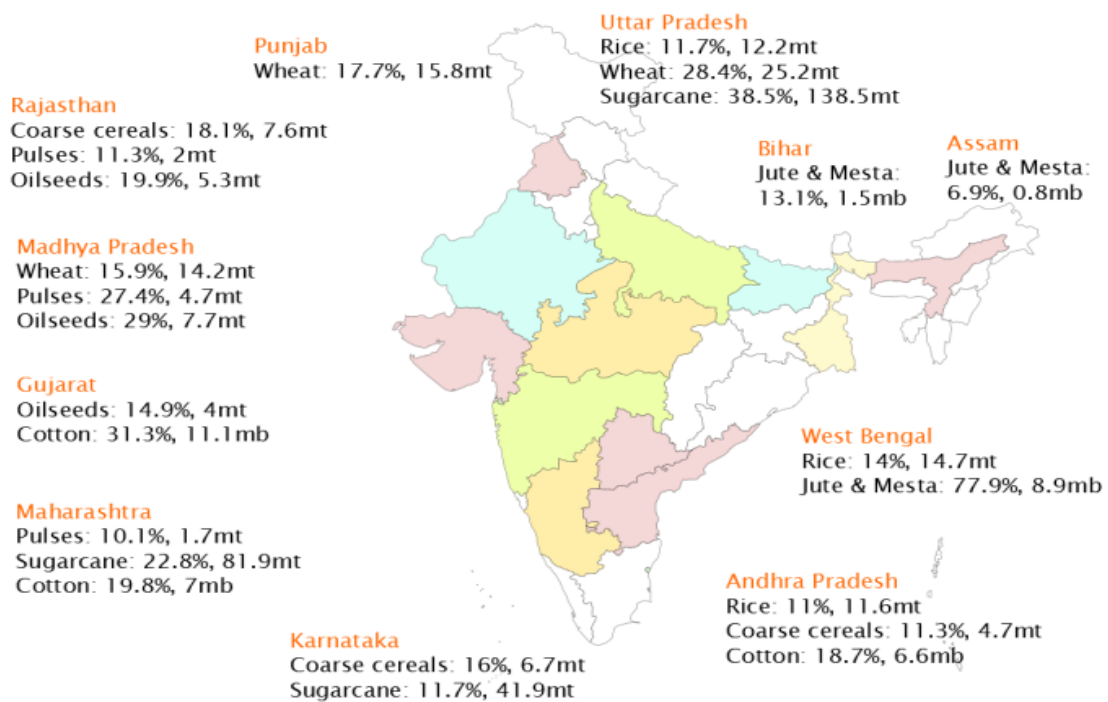 Uttar Pradesh
Rice: 11.7%, 12.2mt
Wheat: 28.4%, 25.2mt
Sugarcane: 38.5%, 138.5mt
Punjab
Wheat: 17.7%, 15.8mt
Rajasthan
Coarse cereals: 18.1%, 7.6mt
Pulses: 11.3%, 2mt
Oilseeds: 19.9%, 5.3mt
Bihar
Jute & Mesta:
13.1%, 1.5mb
Assam
Jute & Mesta:
6.9%, 0.8mb
Madhya Pradesh
Wheat: 15.9%, 14.2mt
Pulses: 27.4%, 4.7mt
Oilseeds: 29%, 7.7mt
Gujarat
Oilseeds: 14.9%, 4mt
Cotton: 31.3%, 11.1mb
West Bengal
Rice: 14%, 14.7mt
Jute & Mesta: 77.9%, 8.9mb
Maharashtra
Pulses: 10.1%, 1.7mt
Sugarcane: 22.8%, 81.9mt
Cotton: 19.8%, 7mb
Andhra Pradesh
Rice: 11%, 11.6mt
Coarse cereals: 11.3%, 4.7mt
Cotton: 18.7%, 6.6mb
Karnataka
Coarse cereals: 16%, 6.7mt
Sugarcane: 11.7%, 41.9mt